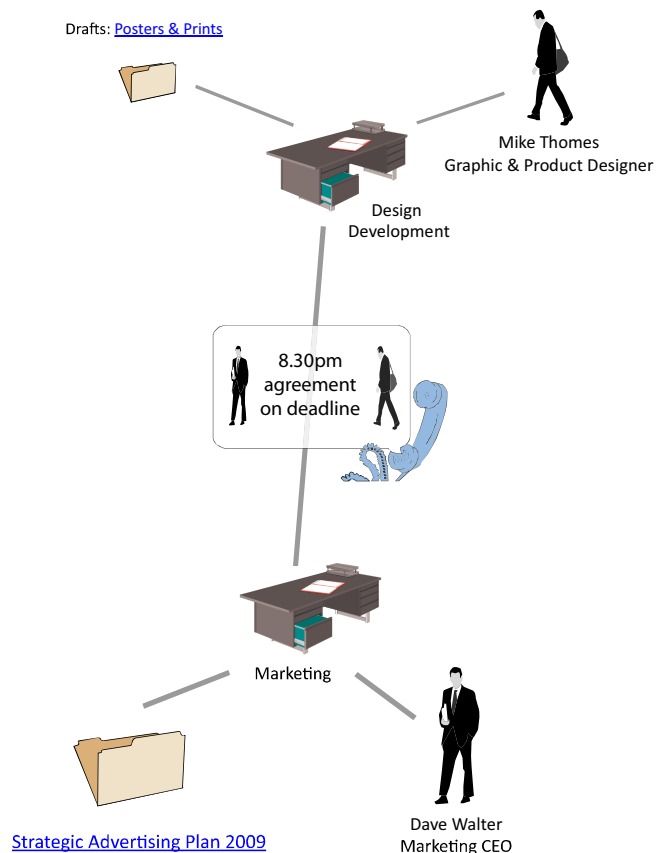 Drafts: Posters & Prints
Mike Thomes
Graphic & Product Designer
Design
Development
8.30pm
agreement
on deadline
Marketing
Strategic Advertising Plan 2009
Dave Walter
Marketing CEO